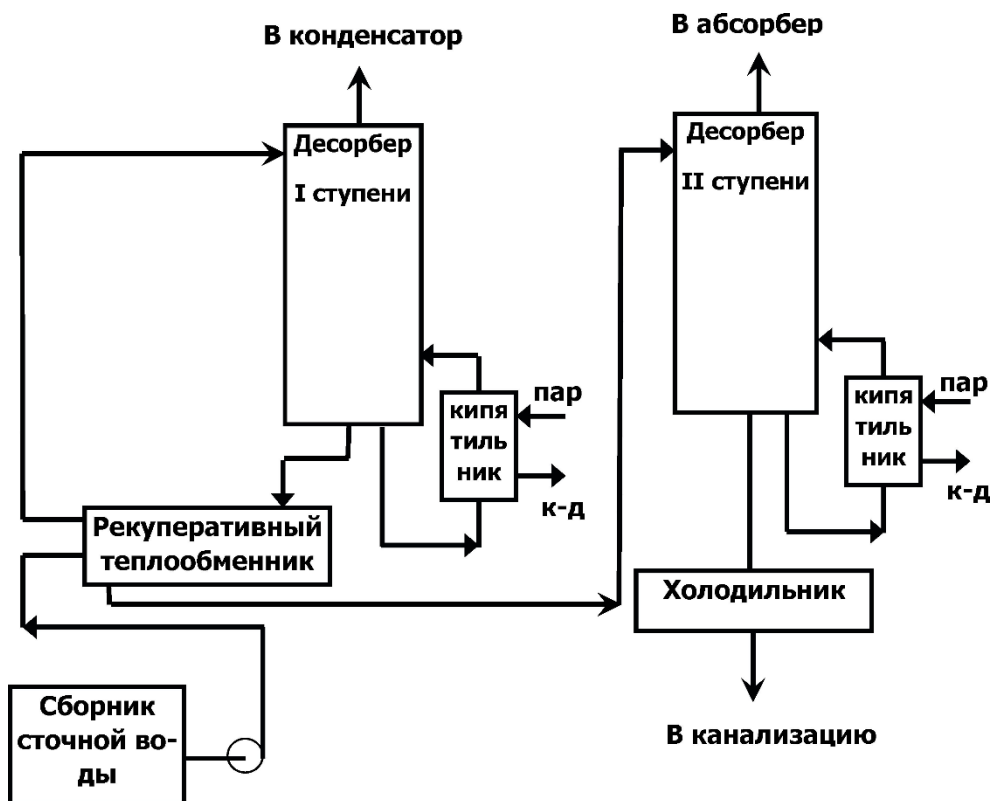 В конденсатор
В абсорбер
Десорбер
I ступени
Десорбер
II ступени
кипя
тиль
ник
пар
к-д
кипя
тиль
ник
пар
к-д
Рекуперативный
теплообменник
Холодильник
Сборник
сточной во-
ды
В канализацию